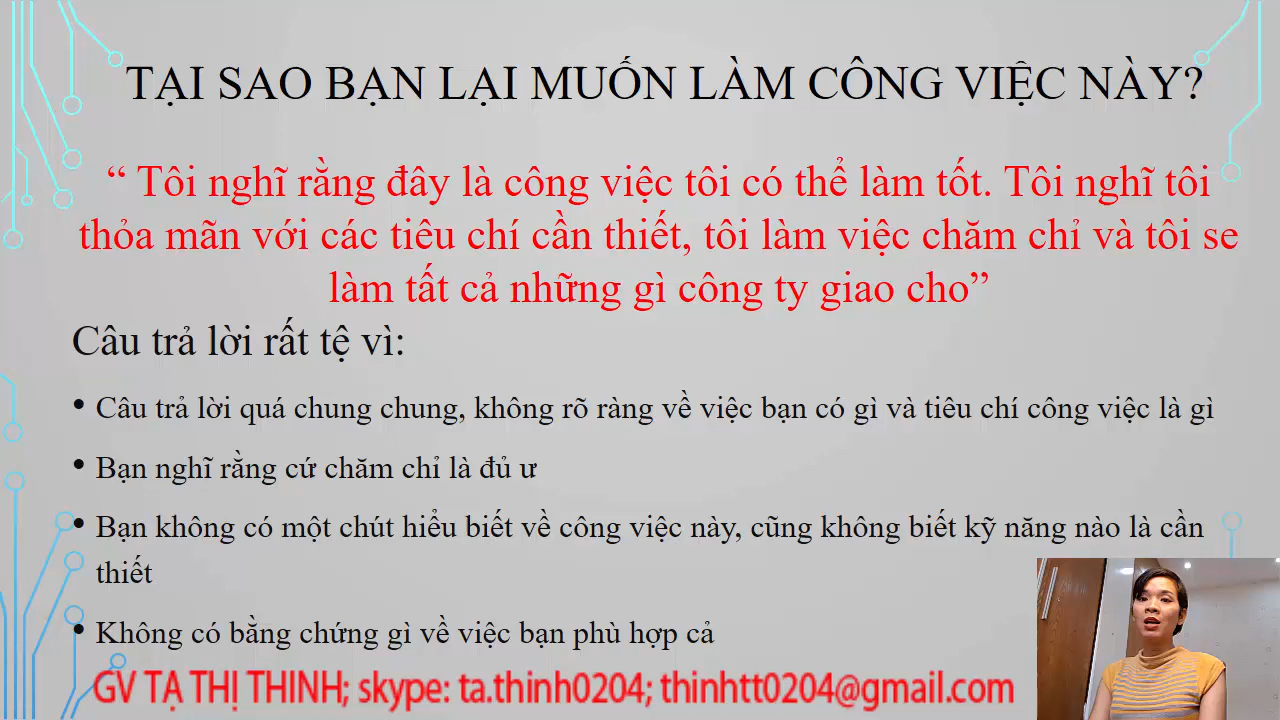 TẠI SAO BẠN LẠI MUỐN LÀM CÔNG VIỆC NÀY?
“ Tôi nghĩ rằng đây là công việc tôi có thể làm tốt. Tôi nghĩ tôi
thỏa mãn với các tiêu chí cần thiết, tôi làm việc chăm chỉ và tôi se
làm tất cả những gì công ty giao cho”
Câu trả lời rất tệ vì:
• Câu trả lời quá chung chung, không rõ ràng về việc bạn có gì và tiêu chí công việc là gì
• Bạn nghĩ rằng cứ chăm chỉ là đủ ư
• Bạn không có một chút hiểu biết về công việc này, cũng không biết kỹ năng nào là cần
thiết
• Không có bằng chứng gì về việc bạn phù hợp cả
GV TẠ THỊ THINH; skype: ta.thinh0204; thinhtt0204@gmail.com